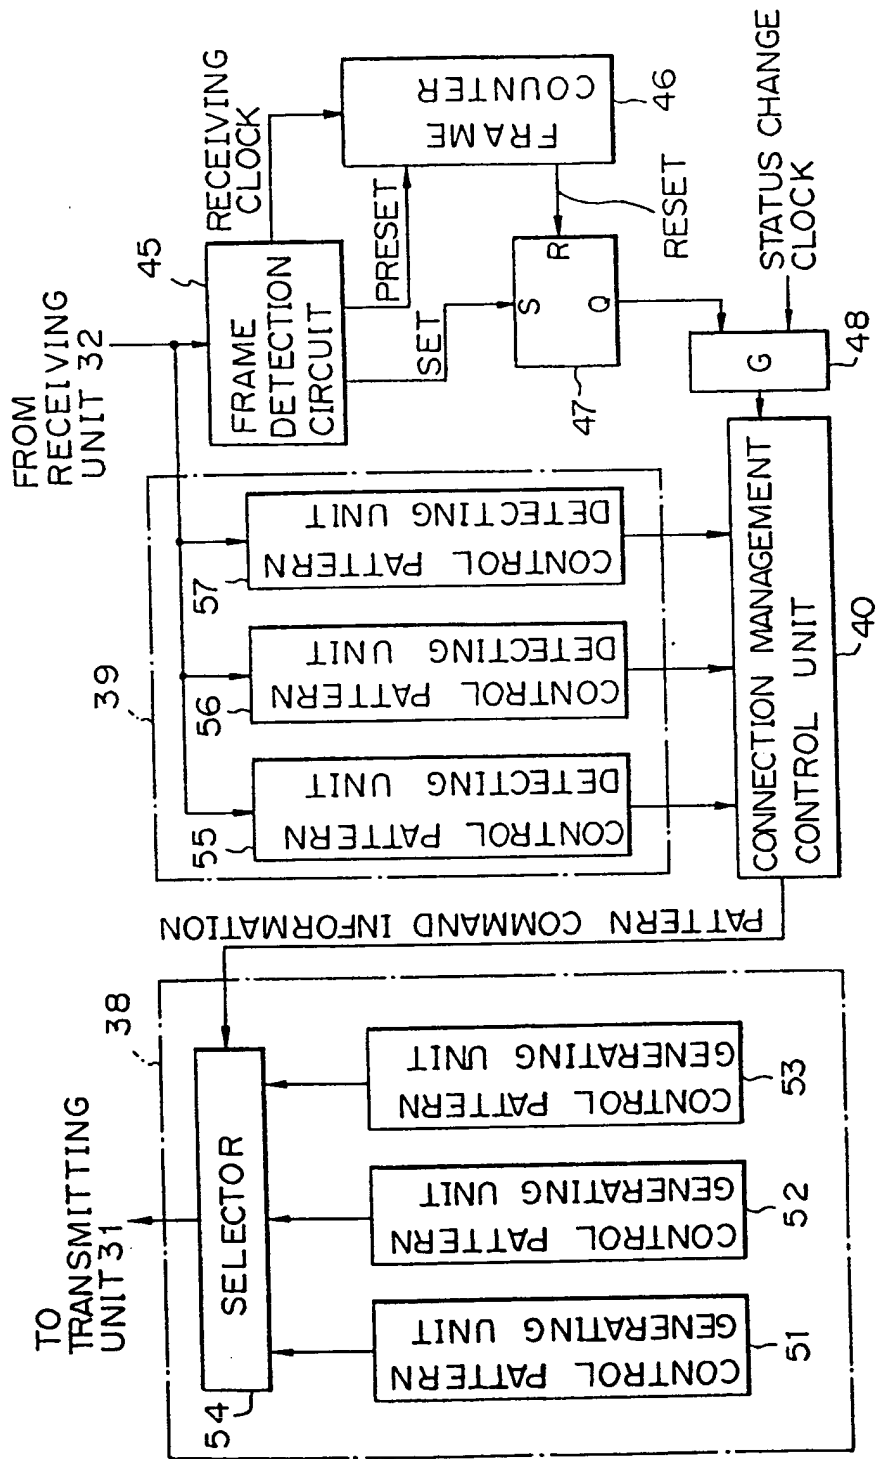 FROM
RECEIVING
UNIT 32
45
FRAME
DETECTION
CIRCUIT
RECEIVING
CLOCK
PRESET
SET
FRAME
COUNTER
46
RESET
S
R
Q
47
STATUS CHANGE
CLOCK
G
48
39
55
CONTROL PATTERN
DETECTING UNIT
56
CONTROL PATTERN
DETECTING UNIT
57
CONTROL PATTERN
DETECTING UNIT
CONNECTION MANAGEMENT
CONTROL UNIT
40
PATTERN COMMAND INFORMATION
TO
TRANSMITTING
UNIT 31
38
SELECTOR
54
CONTROL PATTERN
GENERATING UNIT
51
CONTROL PATTERN
GENERATING UNIT
52
CONTROL PATTERN
GENERATING UNIT
53